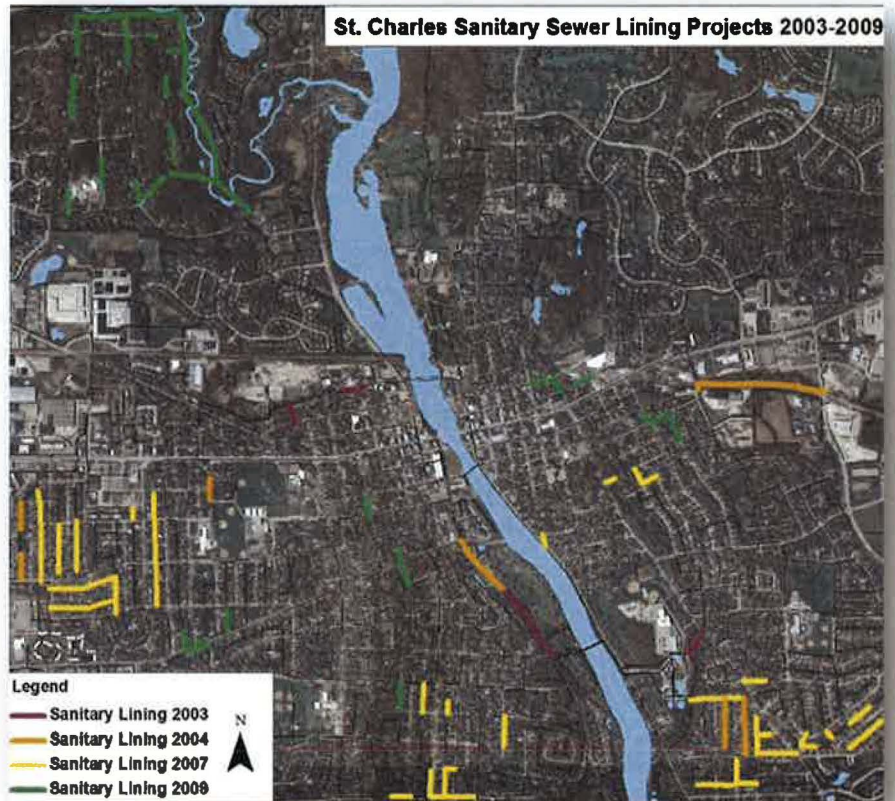 St. Charles Sanitary Sewer Lining Projects 2003-2009
Legend
Sanitary Lining 2003
Sanitary Lining 2004
Sanitary Lining 2007
Sanitary Lining 2009
N